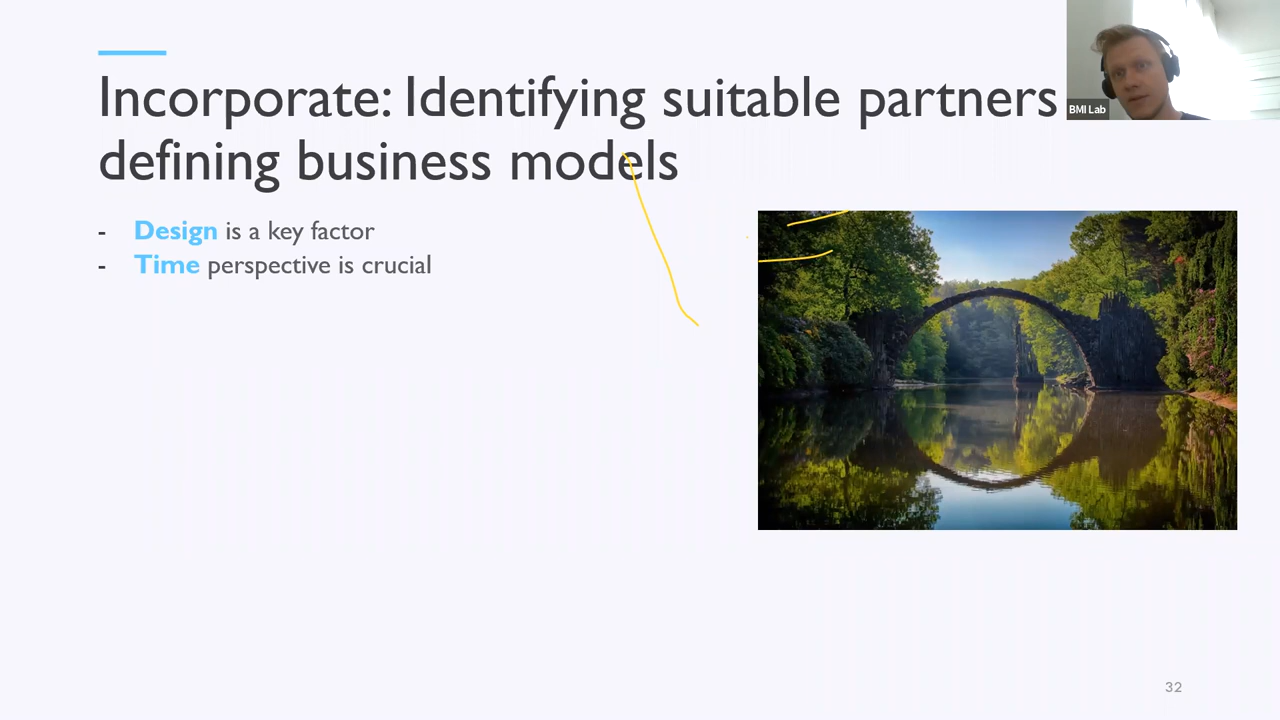 Incorporate: Identifying suitable partners
defining business models
- Design is a key factor
- Time perspective is crucial
BMI Lab
32